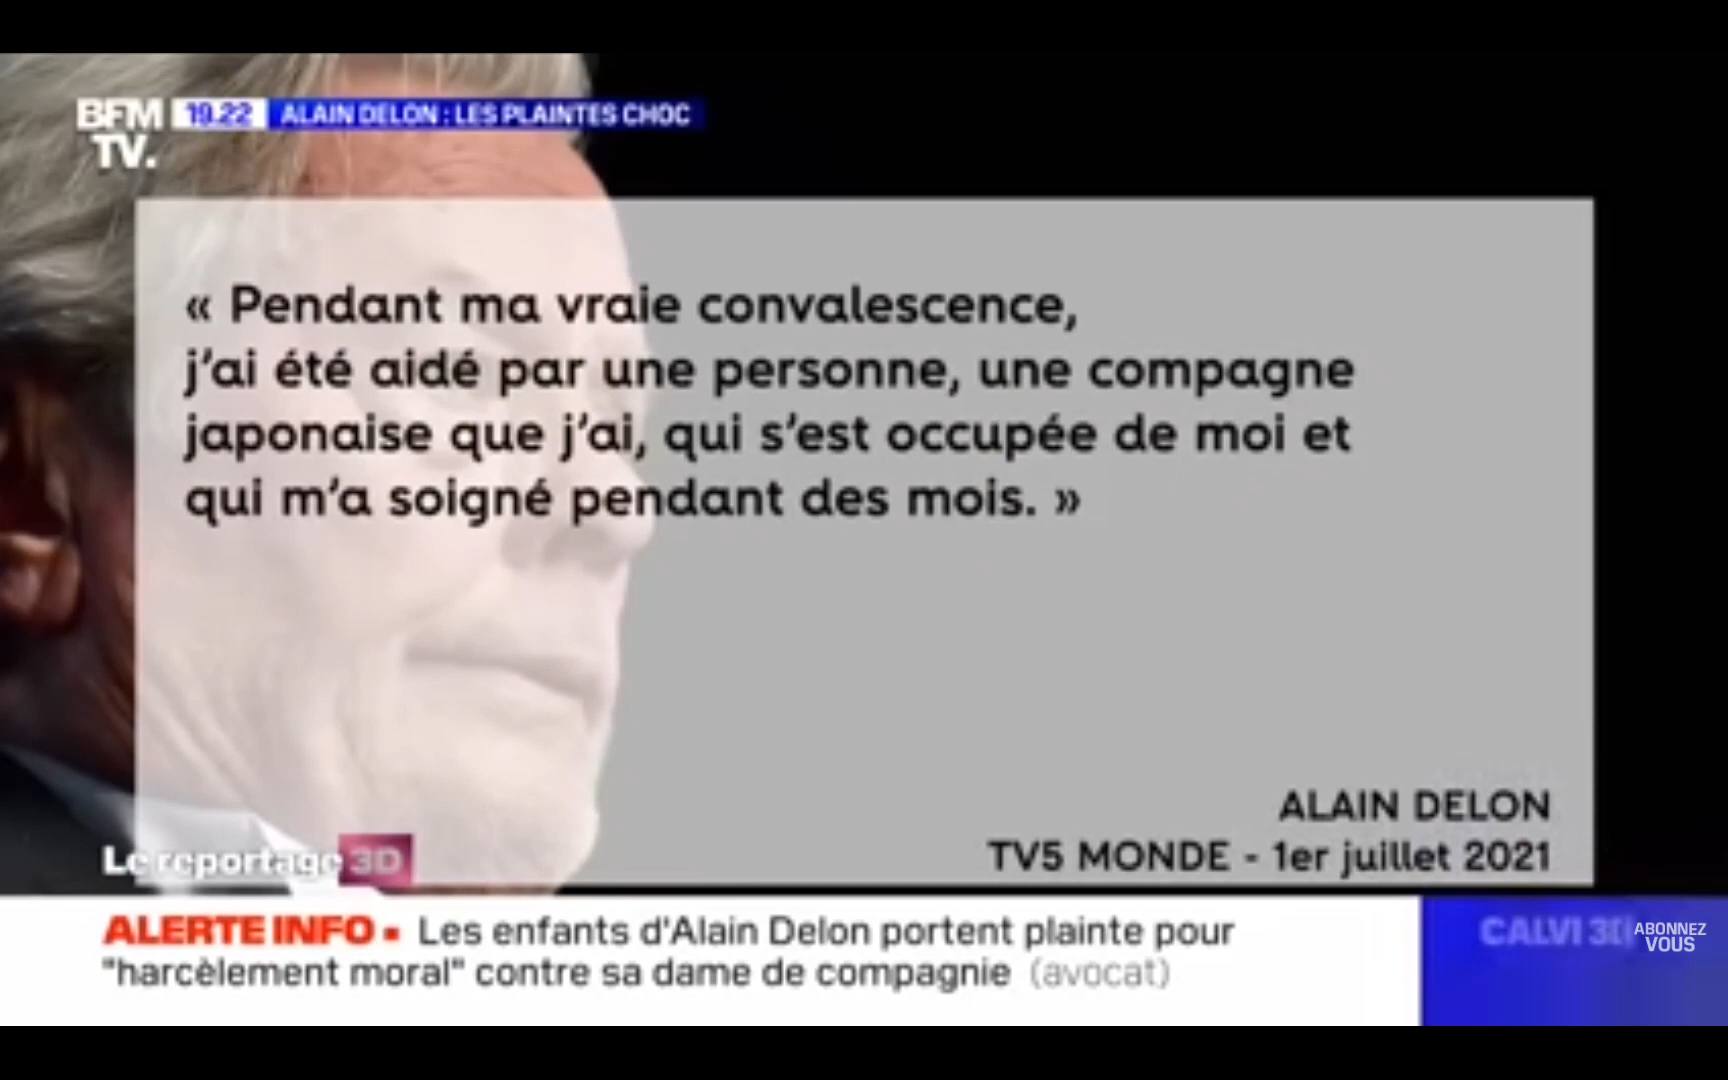 BFM
TV.
19.22
ALAIN DELON : LES PLAINTES CHOC
« Pendant ma vraie convalescence,
j'ai été aidé par une personne, une compagne
japonaise que j'ai, qui s'est occupée de moi et
qui m'a soigné pendant des mois. »
ALAIN DELON
TV5 MONDE - 1er juillet 2021
Le reportage 3D
ALERTE INFO ▪ Les enfants d'Alain Delon portent plainte pour
"harcèlement moral" contre sa dame de compagnie (avocat)
CALVI 3D
ABONNEZ
VOUS